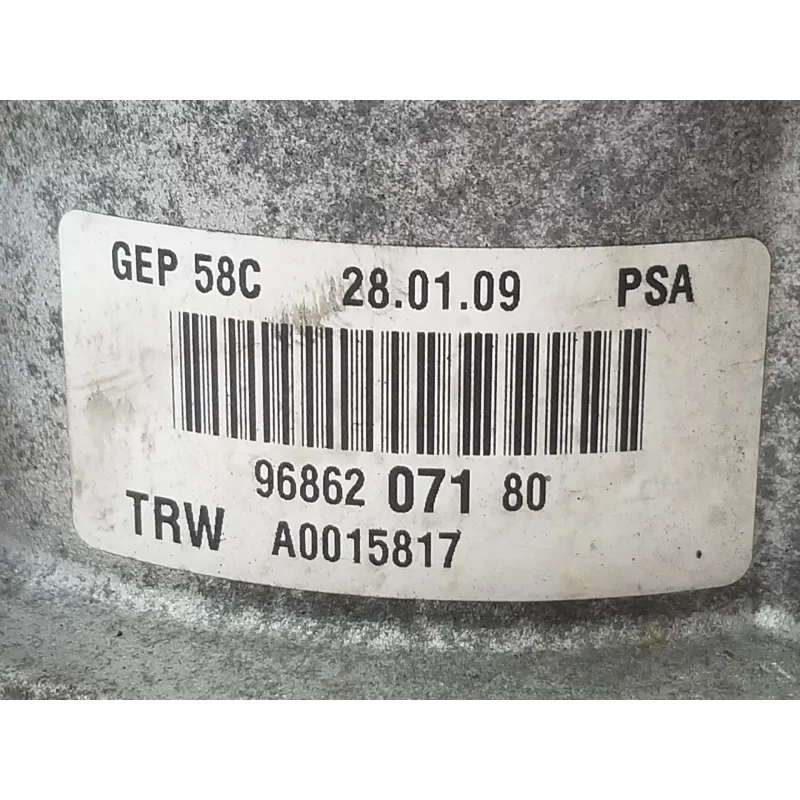 GEP 58C 28.01.09 PSA
96862 071 80
TRW A0015817